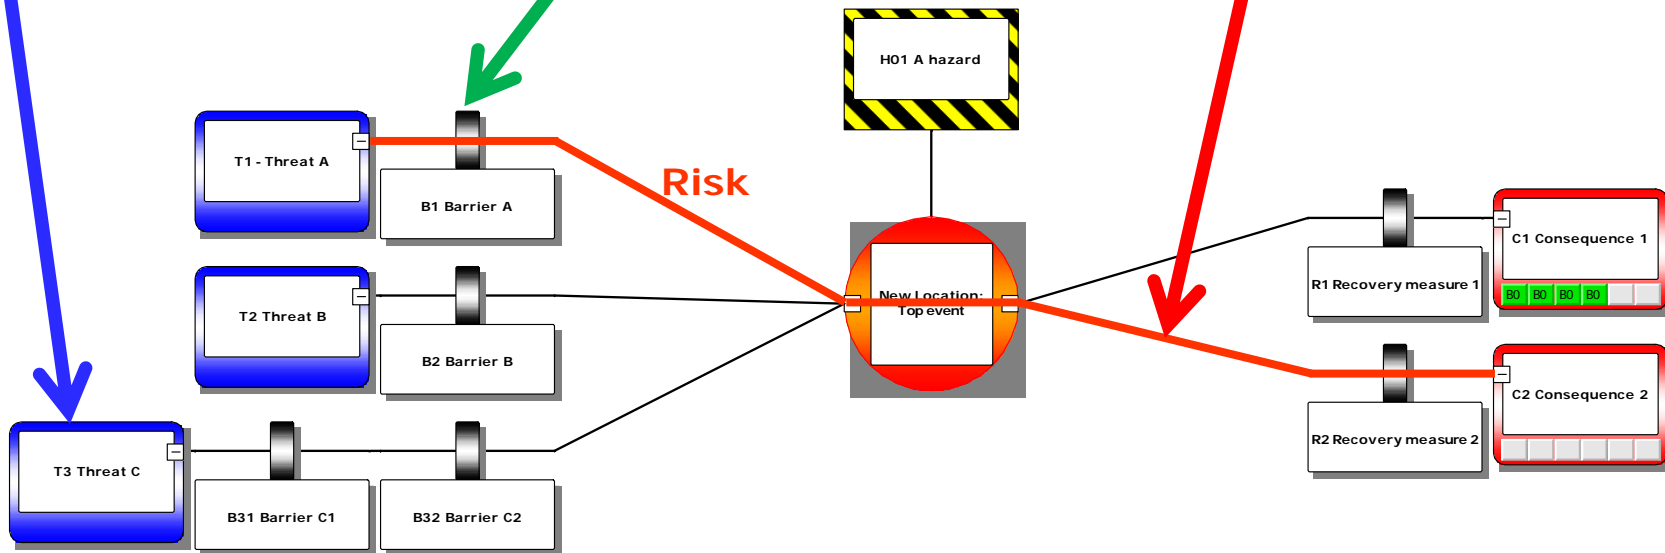 H01 A hazard
T1 - Threat A
B1 Barrier A
Risk
T2 Threat B
B2 Barrier B
New Location:
Top event
T3 Threat C
B31 Barrier C1
B32 Barrier C2
R1 Recovery measure 1
C1 Consequence 1
B0 B0 B0 B0
R2 Recovery measure 2
C2 Consequence 2